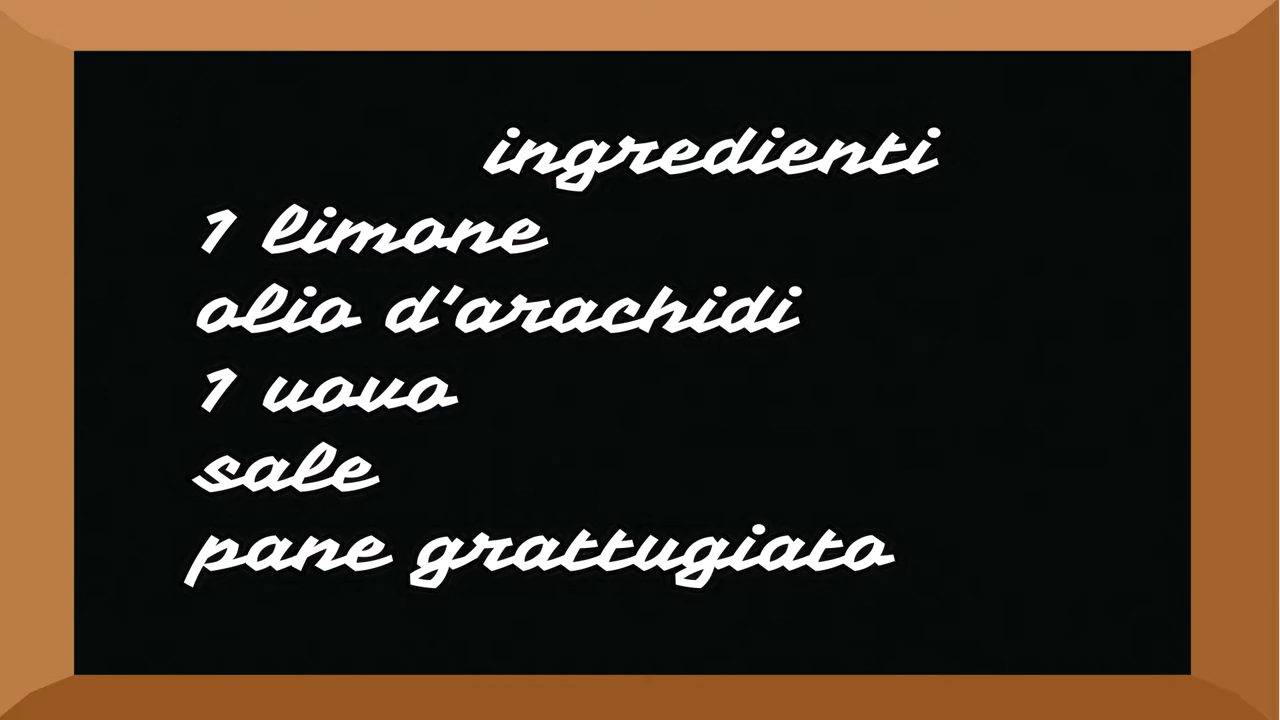 ingredienti
1 limone
olio d'arachidi
1 uovo
sale
pane grattugiato